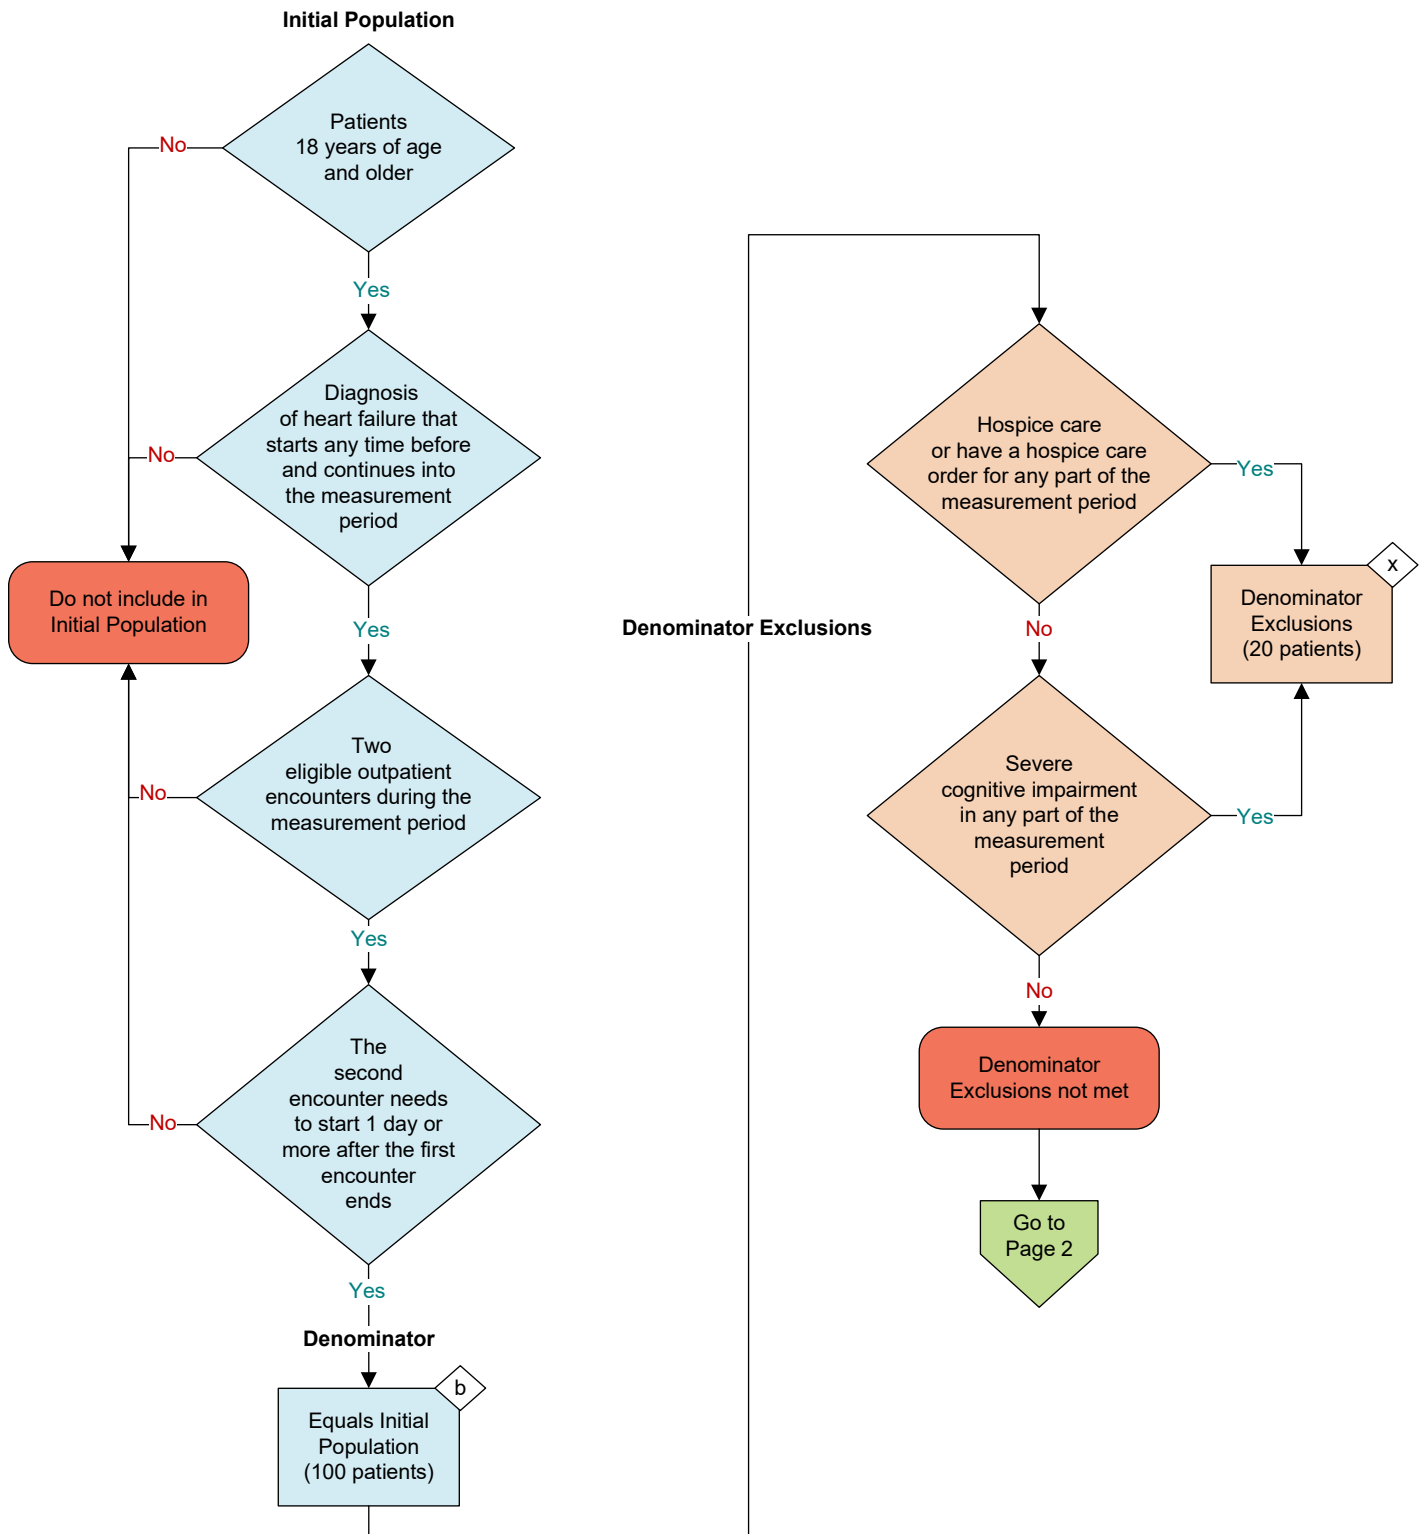 Initial Population
Patients
18 years of age
and older
No
Yes
Diagnosis
of heart failure that
starts any time before
and continues into
the measurement
period
No
Do not include in
Initial Population
Yes
Two
eligible outpatient
encounters during the
measurement period
No
Yes
The
second
encounter needs
to start 1 day or
more after the first
encounter
ends
No
Yes
Denominator
b
Equals Initial
Population
(100 patients)
Denominator Exclusions
Hospice care
or have a hospice care
order for any part of the
measurement period
Yes
x
Denominator
Exclusions
(20 patients)
No
Severe
cognitive impairment
in any part of the
measurement
period
Yes
No
Denominator
Exclusions not met
Go to
Page 2